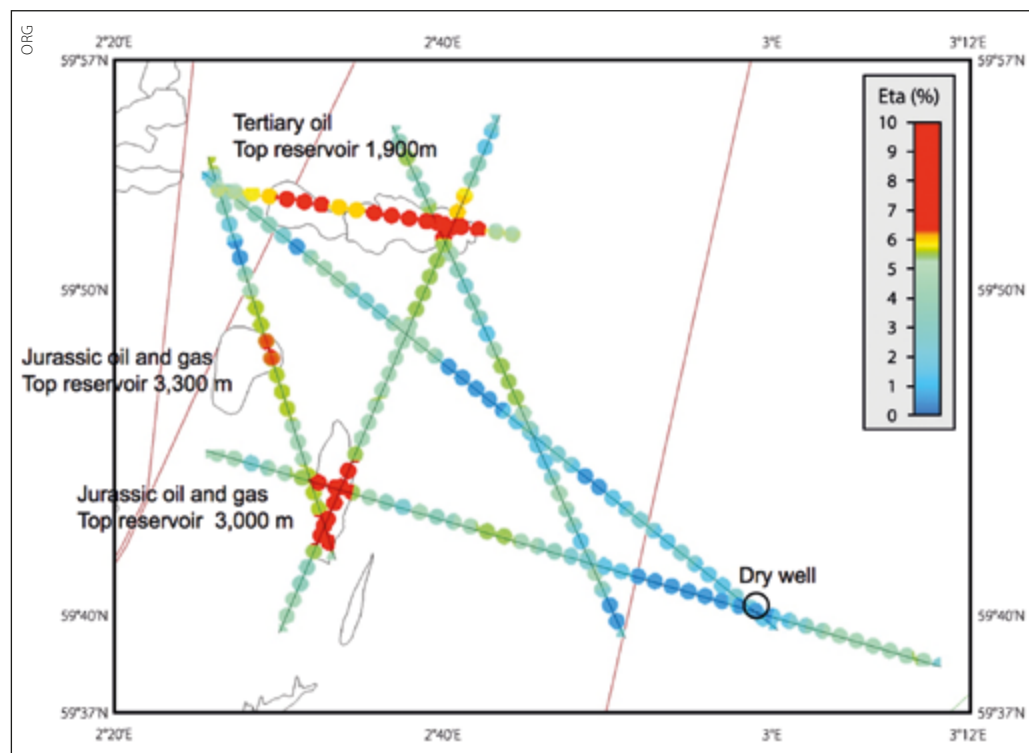 ORG
2°20'E 2°40'E 3°E 3°12'E
59°57'N 59°57'N
Eta (%)
10
9
8
7
6
5
4
3
2
1
0
Tertiary oil
Top reservoir 1,900m
59°50'N 59°50'N
Jurassic oil and gas
Top reservoir 3,300 m
Jurassic oil and gas
Top reservoir 3,000 m
Dry well
59°40'N 59°40'N
59°37'N 59°37'N
2°20'E 2°40'E 3°E 3°12'E